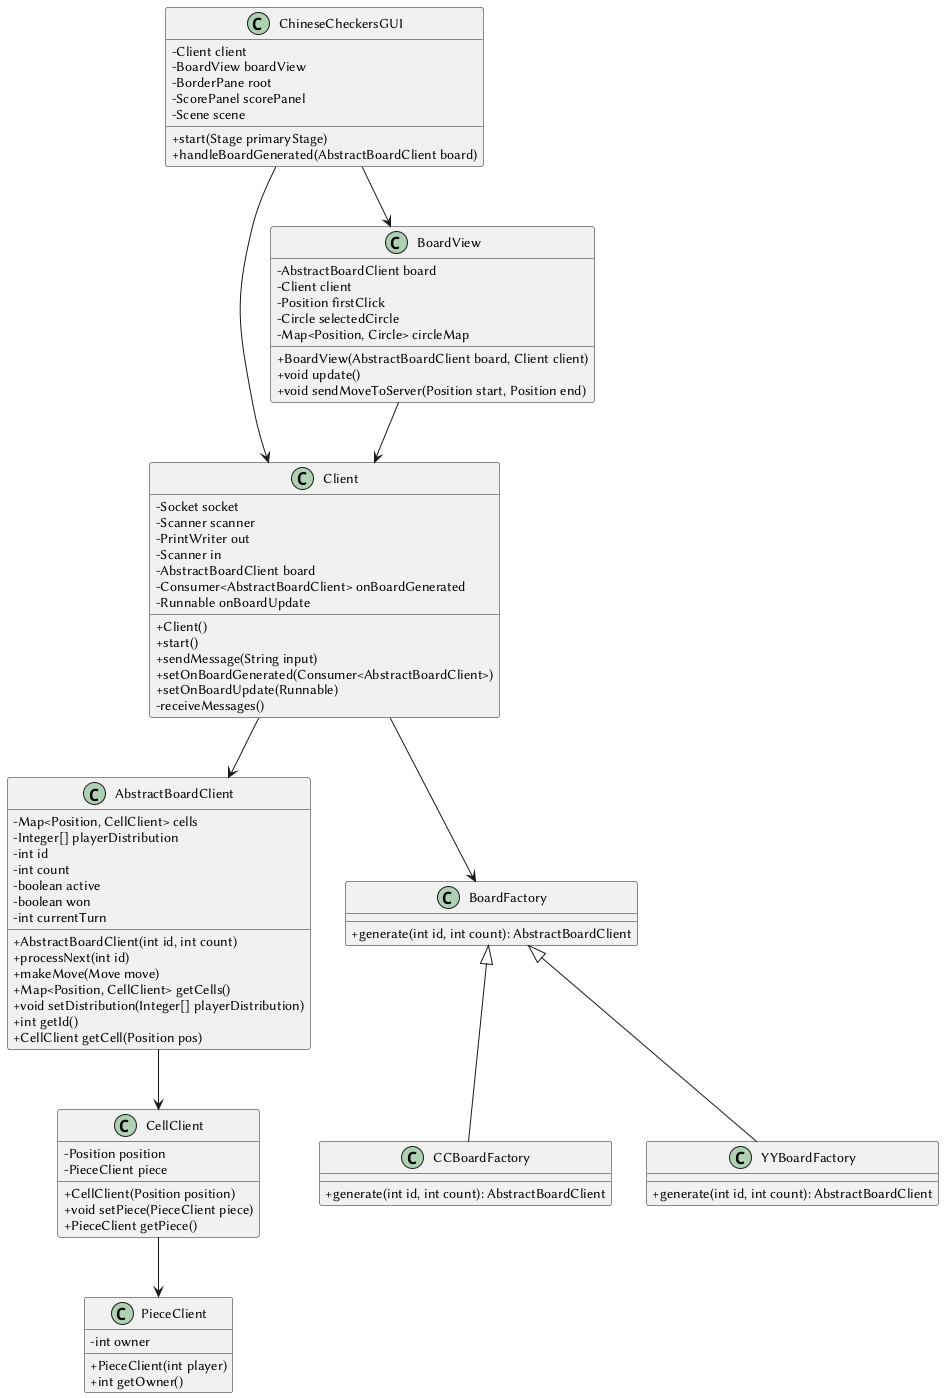 C ChineseCheckersGUI
-Client client
-BoardView boardView
-BorderPane root
-ScorePanel scorePanel
-Scene scene
+start(Stage primaryStage)
+handleBoardGenerated(AbstractBoardClient board)
C BoardView
-AbstractBoardClient board
-Client client
-Position firstClick
-Circle selectedCircle
-Map<Position, Circle> circleMap
+BoardView(AbstractBoardClient board, Client client)
+void update()
+void sendMoveToServer(Position start, Position end)
C Client
-Socket socket
-Scanner scanner
-PrintWriter out
-Scanner in
-AbstractBoardClient board
-Consumer<AbstractBoardClient> onBoardGenerated
-Runnable onBoardUpdate
+Client()
+start()
+sendMessage(String input)
+setOnBoardGenerated(Consumer<AbstractBoardClient>)
+setOnBoardUpdate(Runnable)
-receiveMessages()
C AbstractBoardClient
-Map<Position, CellClient> cells
-Integer[] playerDistribution
-int id
-int count
-boolean active
-boolean won
-int currentTurn
+AbstractBoardClient(int id, int count)
+processNext(int id)
+makeMove(Move move)
+Map<Position, CellClient> getCells()
+void setDistribution(Integer[] playerDistribution)
+int getId()
+CellClient getCell(Position pos)
C BoardFactory
+generate(int id, int count): AbstractBoardClient
C CellClient
-Position position
-PieceClient piece
+CellClient(Position position)
+void setPiece(PieceClient piece)
+PieceClient getPiece()
C CCBoardFactory
+generate(int id, int count): AbstractBoardClient
C YYBoardFactory
+generate(int id, int count): AbstractBoardClient
C PieceClient
-int owner
+PieceClient(int player)
+int getOwner()